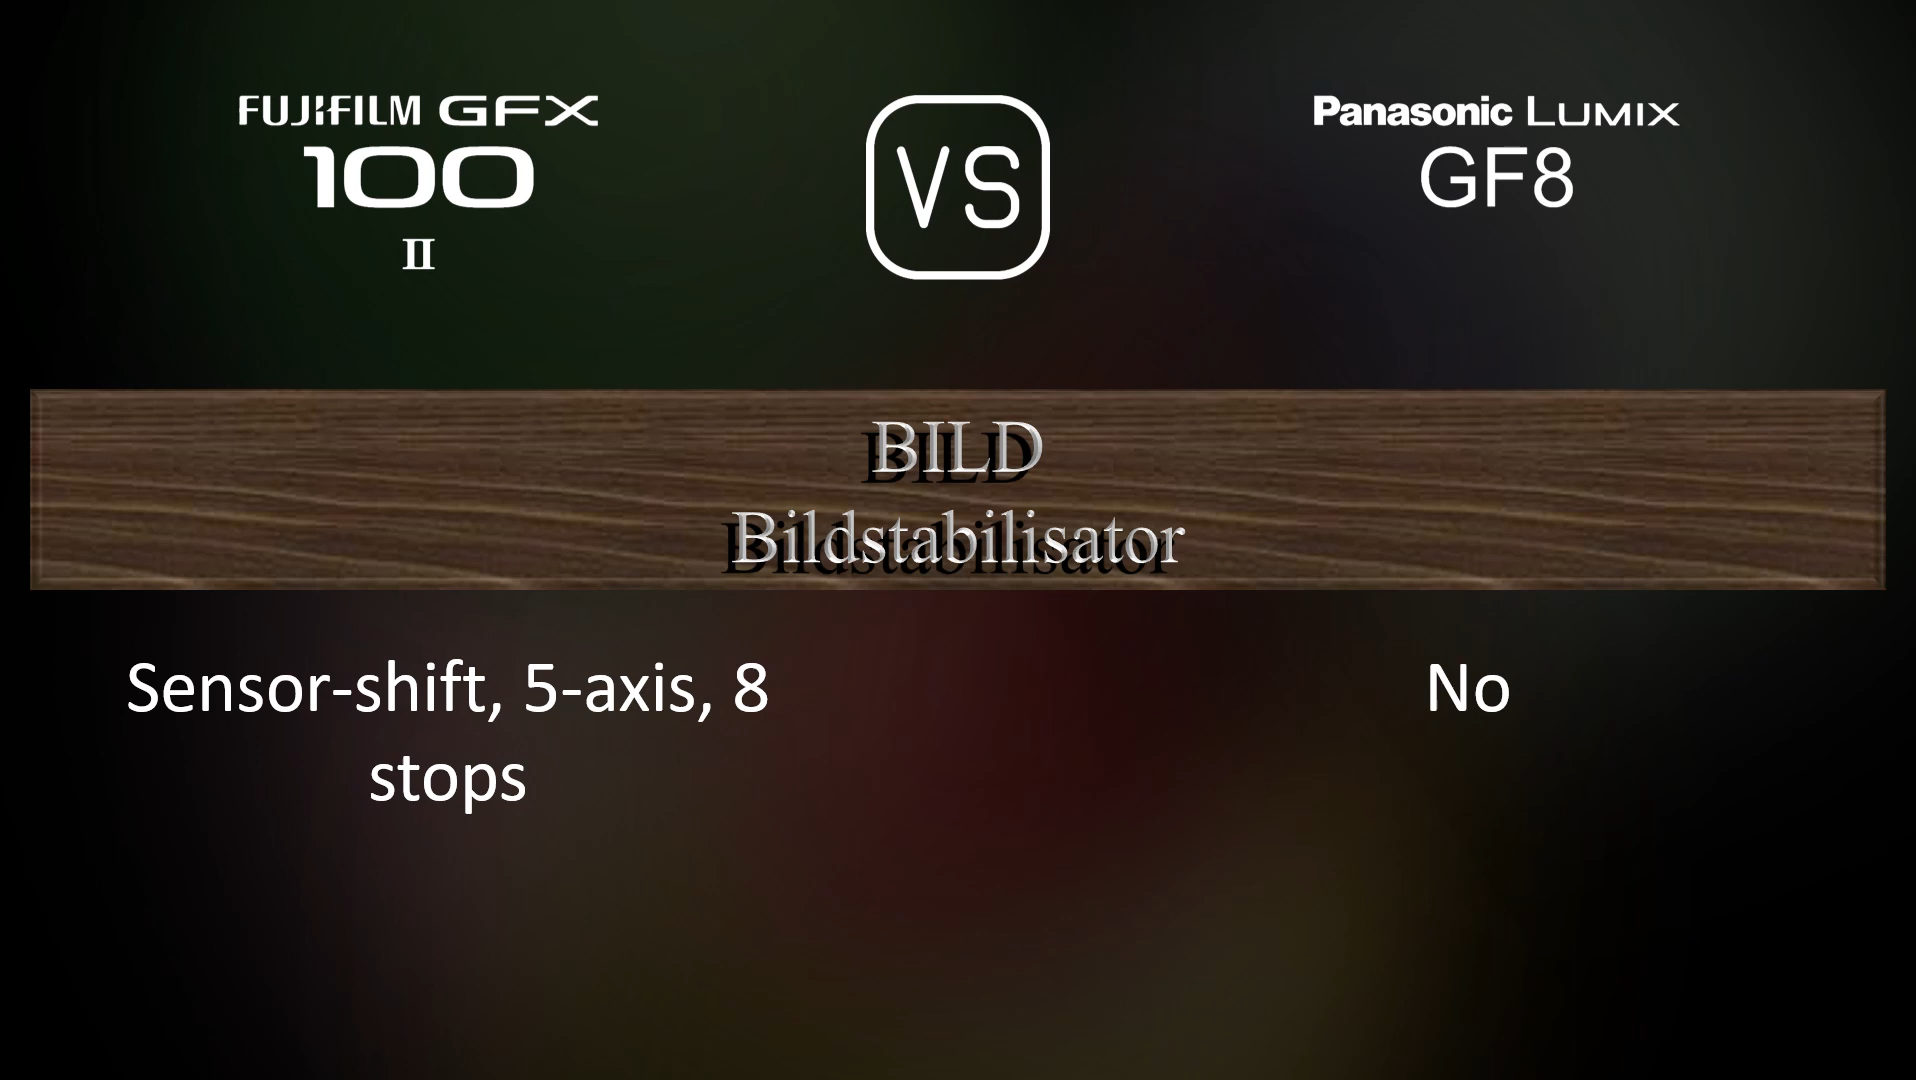 FUJIFILM GFX
100
II
VS
Panasonic LUMIX
GF8
BILD
Bildstabilisator
Sensor-shift, 5-axis, 8
stops
No